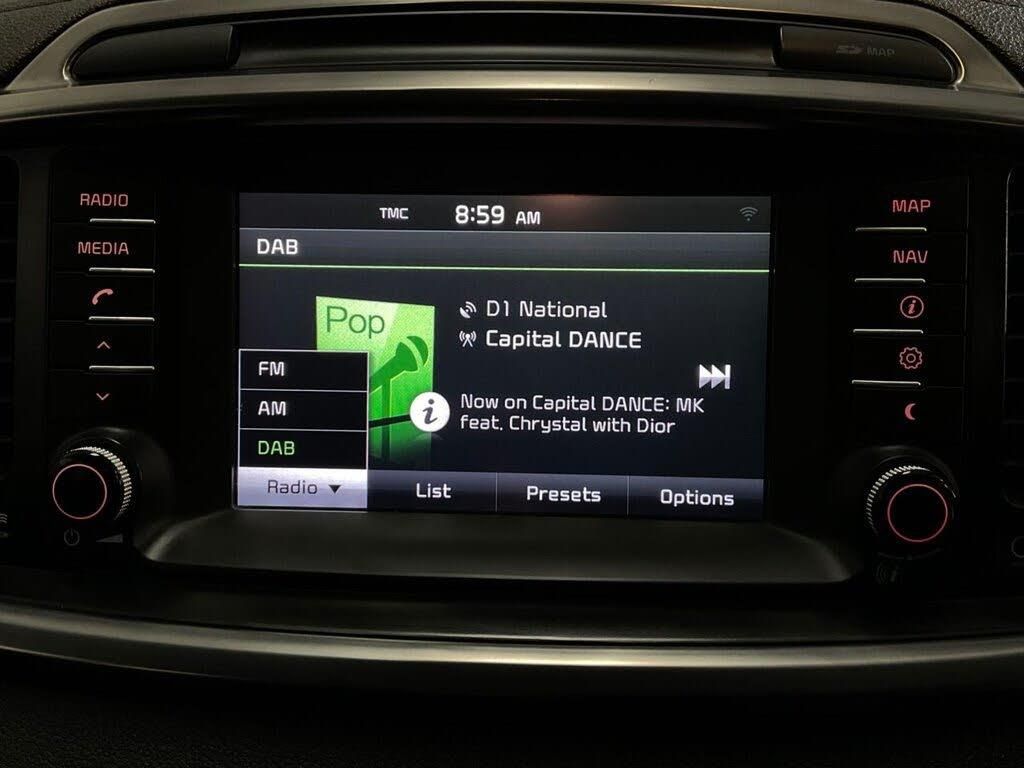 SD MAP
RADIO
MEDIA
MAP
NAV
TMC 8:59 AM
DAB
Pop
D1 National
Capital DANCE
Now on Capital DANCE: MK
feat. Chrystal with Dior
FM
AM
DAB
Radio ▼ List Presets Options